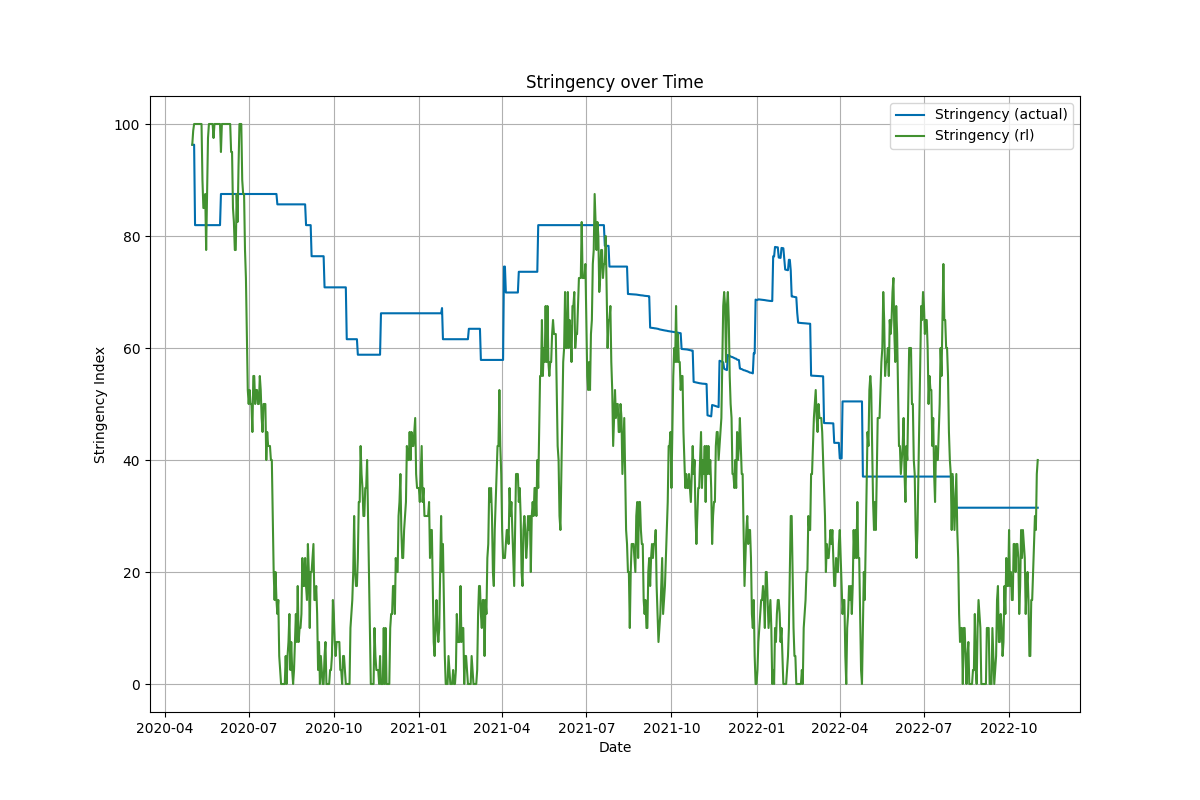 Stringency over Time
Stringency (actual)
Stringency (rl)
Stringency Index
100
80
60
40
20
0
2020-04 2020-07 2020-10 2021-01 2021-04 2021-07 2021-10 2022-01 2022-04 2022-07 2022-10
Date